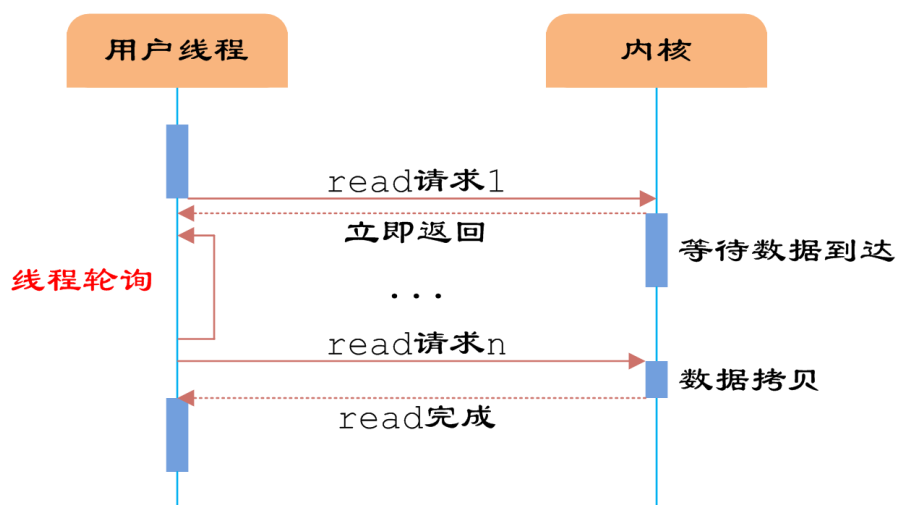 用户线程
内核
read请求1
立即返回
等待数据到达
线程轮询
...
read请求n
数据拷贝
read完成